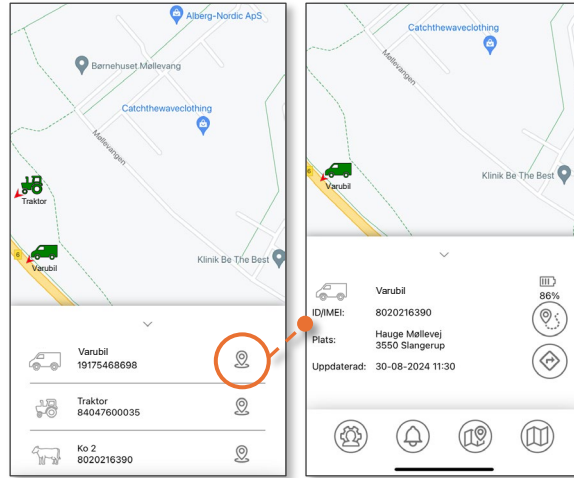 Alberg-Nordic ApS
Børnehuset Møllevang
Catchthewaveclothing
Møllevangen
Traktor
6
Varubil
Klinik Be The Best
Varubil
19175468698
Traktor
84047600035
Ko 2
8020216390
Catchthewaveclothing
Møllevangen
Klinik Be The Best
6
Varubil
Varubil
86%
ID/IMEI: 8020216390
Plats: Hauge Møllevej
3550 Slangerup
Uppdaterad: 30-08-2024 11:30